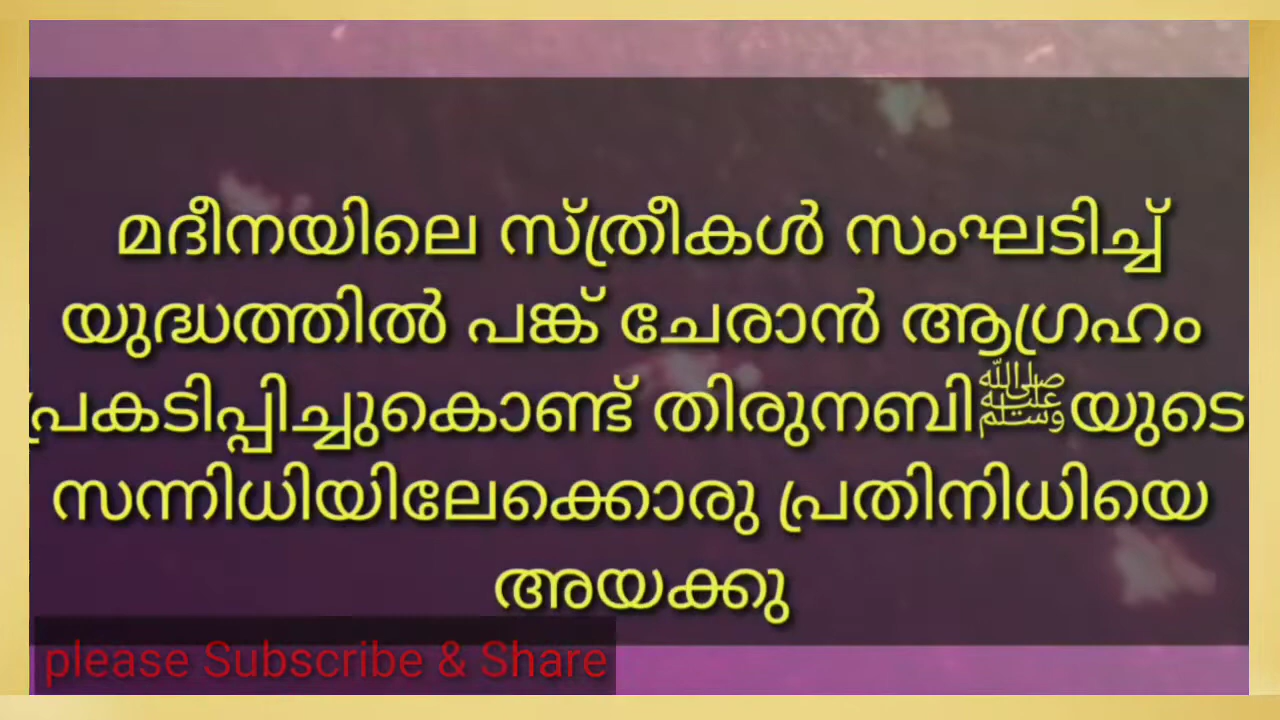 മദീനയിലെ സ്ത്രീകൾ സംഘടിച്ച്
യുദ്ധത്തിൽ പങ്ക് ചേരാൻ ആഗ്രഹം
പ്രകടിപ്പിച്ചുകൊണ്ട് തിരുനബിﷺയുടെ
സന്നിധിയിലേക്കൊരു പ്രതിനിധിയെ
അയക്കു
please Subscribe & Share